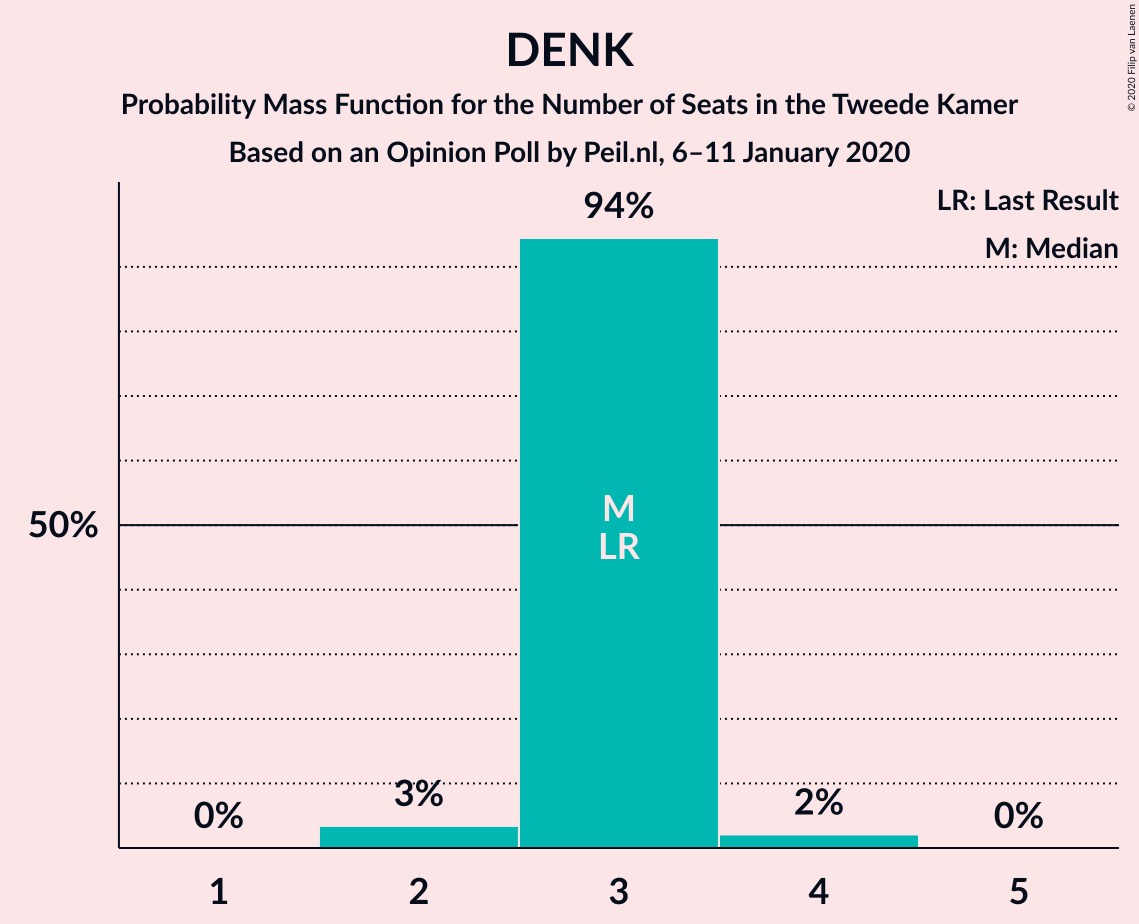 DENK
Probability Mass Function for the Number of Seats in the Tweede Kamer
Based on an Opinion Poll by Peil.nl, 6–11 January 2020
© 2020 Filip van Laenen
LR: Last Result
M: Median
94%
50%
M
LR
0%
3%
2%
0%
1
2
3
4
5